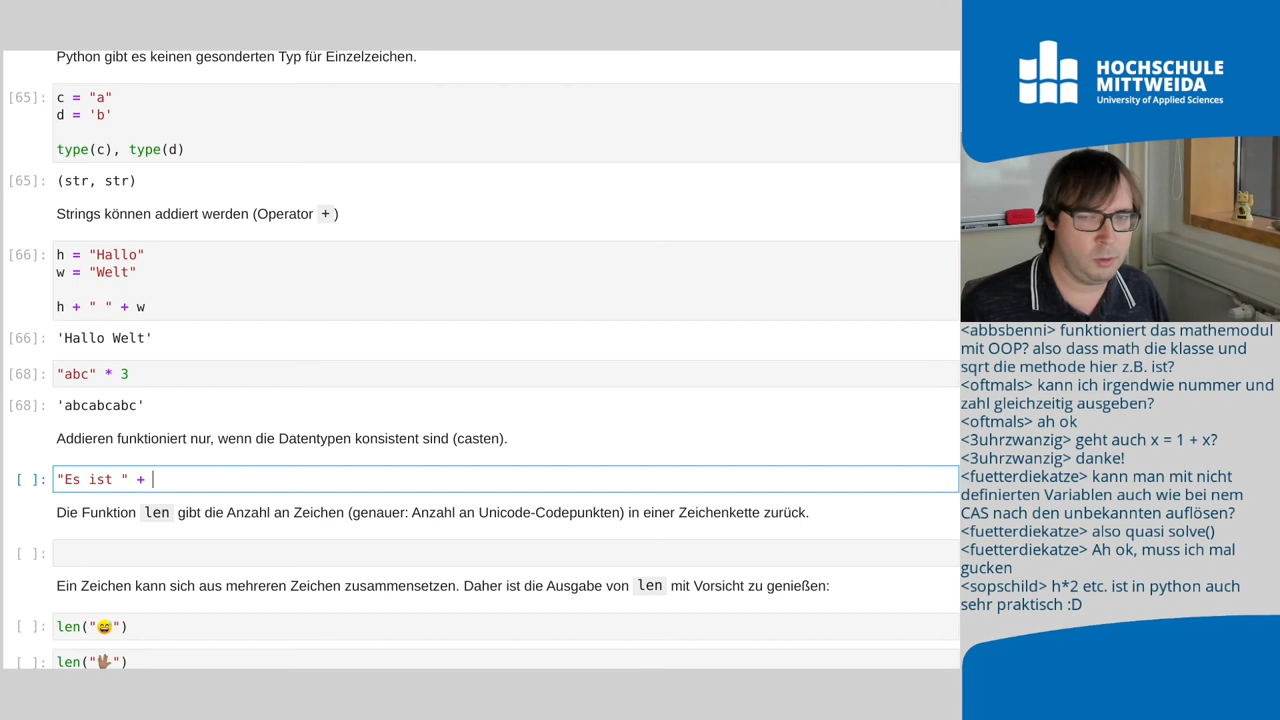 Python gibt es keinen gesonderten Typ für Einzelzeichen.
[65]: c = "a"
d = 'b'
type(c), type(d)
[65]: (str, str)
Strings können addiert werden (Operator + )
[66]: h = "Hallo"
w = "Welt"
h + " " + w
[66]: 'Hallo Welt'
[68]: "abc" * 3
[68]: 'abcabcabc'
Addieren funktioniert nur, wenn die Datentypen konsistent sind (casten).
[ ]: "Es ist " +
Die Funktion len gibt die Anzahl an Zeichen (genauer: Anzahl an Unicode-Codepunkten) in einer Zeichenkette zurück.
[ ]:
Ein Zeichen kann sich aus mehreren Zeichen zusammensetzen. Daher ist die Ausgabe von len mit Vorsicht zu genießen:
[ ]: len("😅")
[ ]: len("🖖🏽")
HOCHSCHULE
MITTWEIDA
University of Applied Sciences
<abbsbenni> funktioniert das mathemodul
mit OOP? also dass math die klasse und
sqrt die methode hier z.B. ist?
<oftmals> kann ich irgendwie nummer und
zahl gleichzeitig ausgeben?
<oftmals> ah ok
<3uhrzwanzig> geht auch x = 1 + x?
<3uhrzwanzig> danke!
<fuetterdiekatze> kann man mit nicht
definierten Variablen auch wie bei nem
CAS nach den unbekannten auflösen?
<fuetterdiekatze> also quasi solve()
<fuetterdiekatze> Ah ok, muss ich mal
gucken
<sopschild> h*2 etc. ist in python auch
sehr praktisch :D